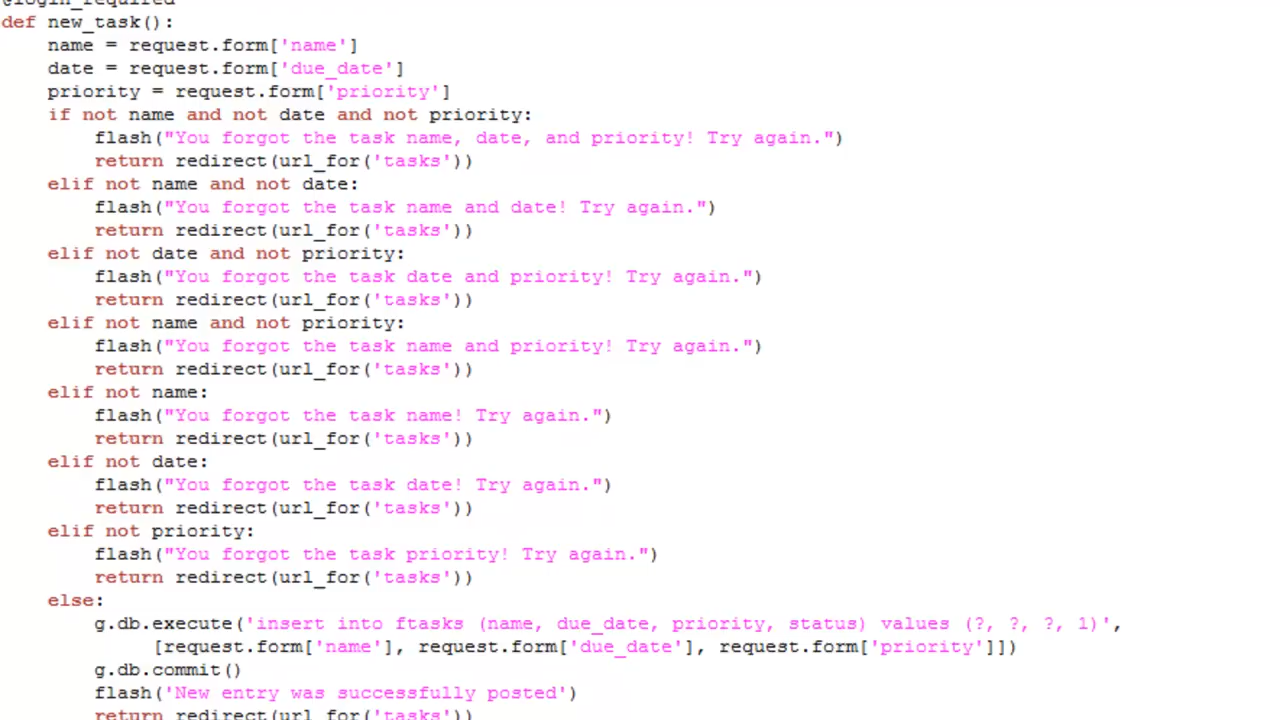 @login_required
def new_task():
    name = request.form['name']
    date = request.form['due_date']
    priority = request.form['priority']
    if not name and not date and not priority:
        flash("You forgot the task name, date, and priority! Try again.")
        return redirect(url_for('tasks'))
    elif not name and not date:
        flash("You forgot the task name and date! Try again.")
        return redirect(url_for('tasks'))
    elif not date and not priority:
        flash("You forgot the task date and priority! Try again.")
        return redirect(url_for('tasks'))
    elif not name and not priority:
        flash("You forgot the task name and priority! Try again.")
        return redirect(url_for('tasks'))
    elif not name:
        flash("You forgot the task name! Try again.")
        return redirect(url_for('tasks'))
    elif not date:
        flash("You forgot the task date! Try again.")
        return redirect(url_for('tasks'))
    elif not priority:
        flash("You forgot the task priority! Try again.")
        return redirect(url_for('tasks'))
    else:
        g.db.execute('insert into ftasks (name, due_date, priority, status) values (?, ?, ?, 1)',
             [request.form['name'], request.form['due_date'], request.form['priority']])
        g.db.commit()
        flash('New entry was successfully posted')
        return redirect(url_for('tasks'))